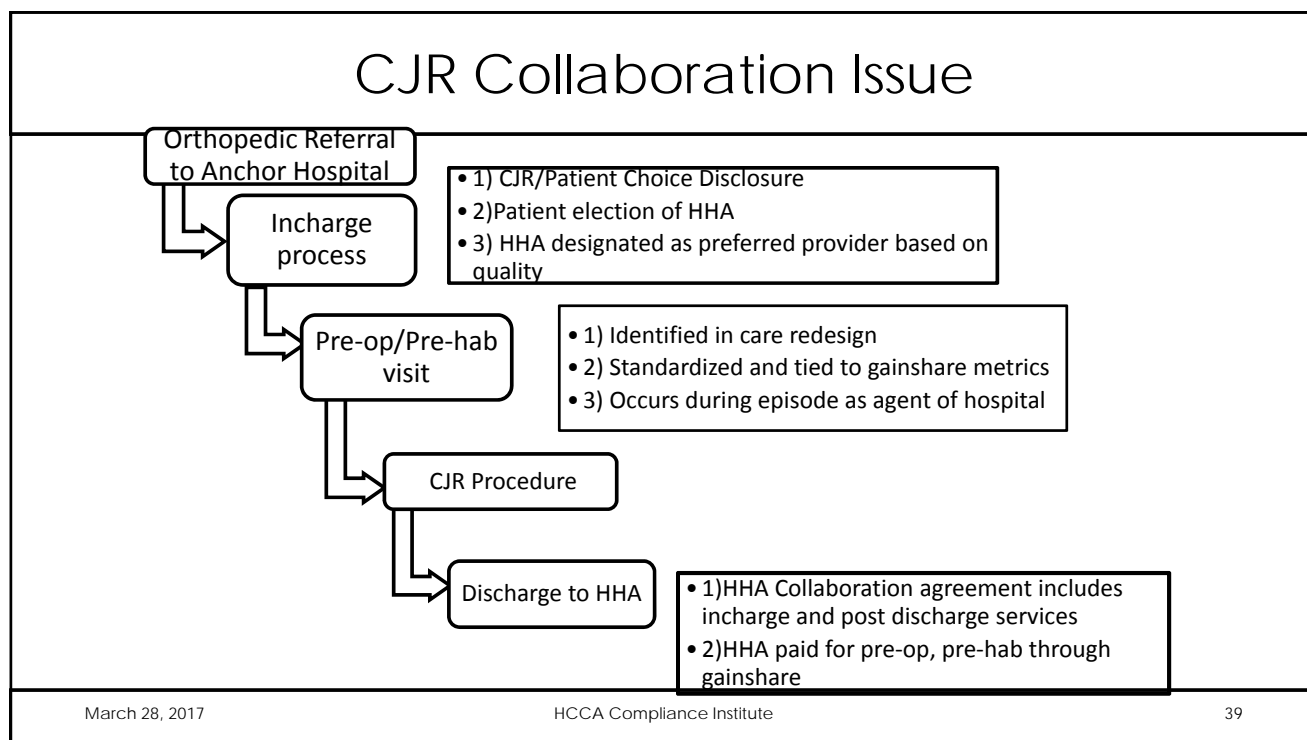 CJR Collaboration Issue
Orthopedic Referral
to Anchor Hospital
• 1) CJR/Patient Choice Disclosure
• 2)Patient election of HHA
• 3) HHA designated as preferred provider based on
quality
Incharge
process
Pre-op/Pre-hab
visit
• 1) Identified in care redesign
• 2) Standardized and tied to gainshare metrics
• 3) Occurs during episode as agent of hospital
CJR Procedure
Discharge to HHA
• 1)HHA Collaboration agreement includes
incharge and post discharge services
• 2)HHA paid for pre-op, pre-hab through
gainshare
March 28, 2017
HCCA Compliance Institute
39